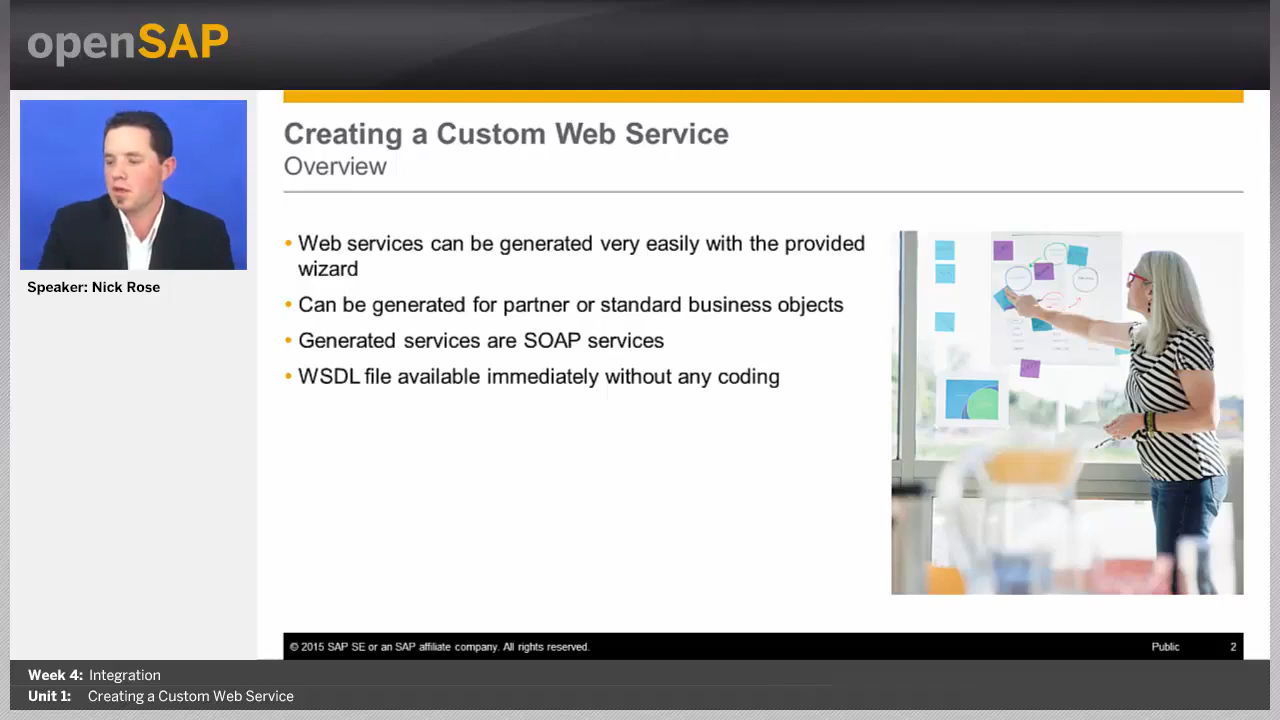 openSAP
Creating a Custom Web Service
Overview
Speaker: Nick Rose
• Web services can be generated very easily with the provided
wizard
• Can be generated for partner or standard business objects
• Generated services are SOAP services
• WSDL file available immediately without any coding
© 2015 SAP SE or an SAP affiliate company. All rights reserved.
Public
2
Week 4: Integration
Unit 1: Creating a Custom Web Service